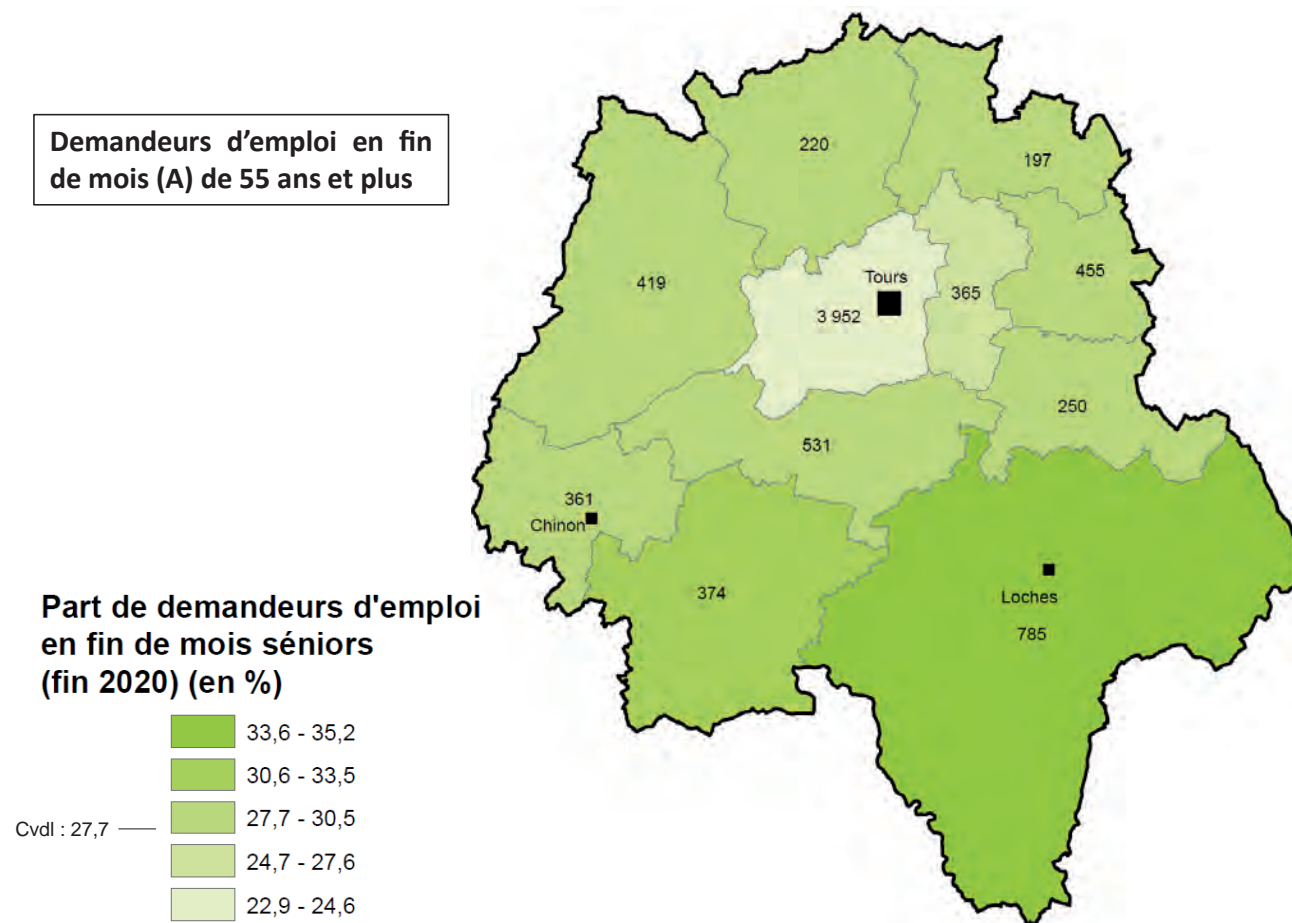 Demandeurs d'emploi en fin
de mois (A) de 55 ans et plus
220
197
419
Tours
3 952
365
455
250
531
361
Chinon
374
Loches
785
Part de demandeurs d'emploi
en fin de mois séniors
(fin 2020) (en %)
33,6 - 35,2
30,6 - 33,5
27,7 - 30,5
Cvdl : 27,7
24,7 - 27,6
22,9 - 24,6